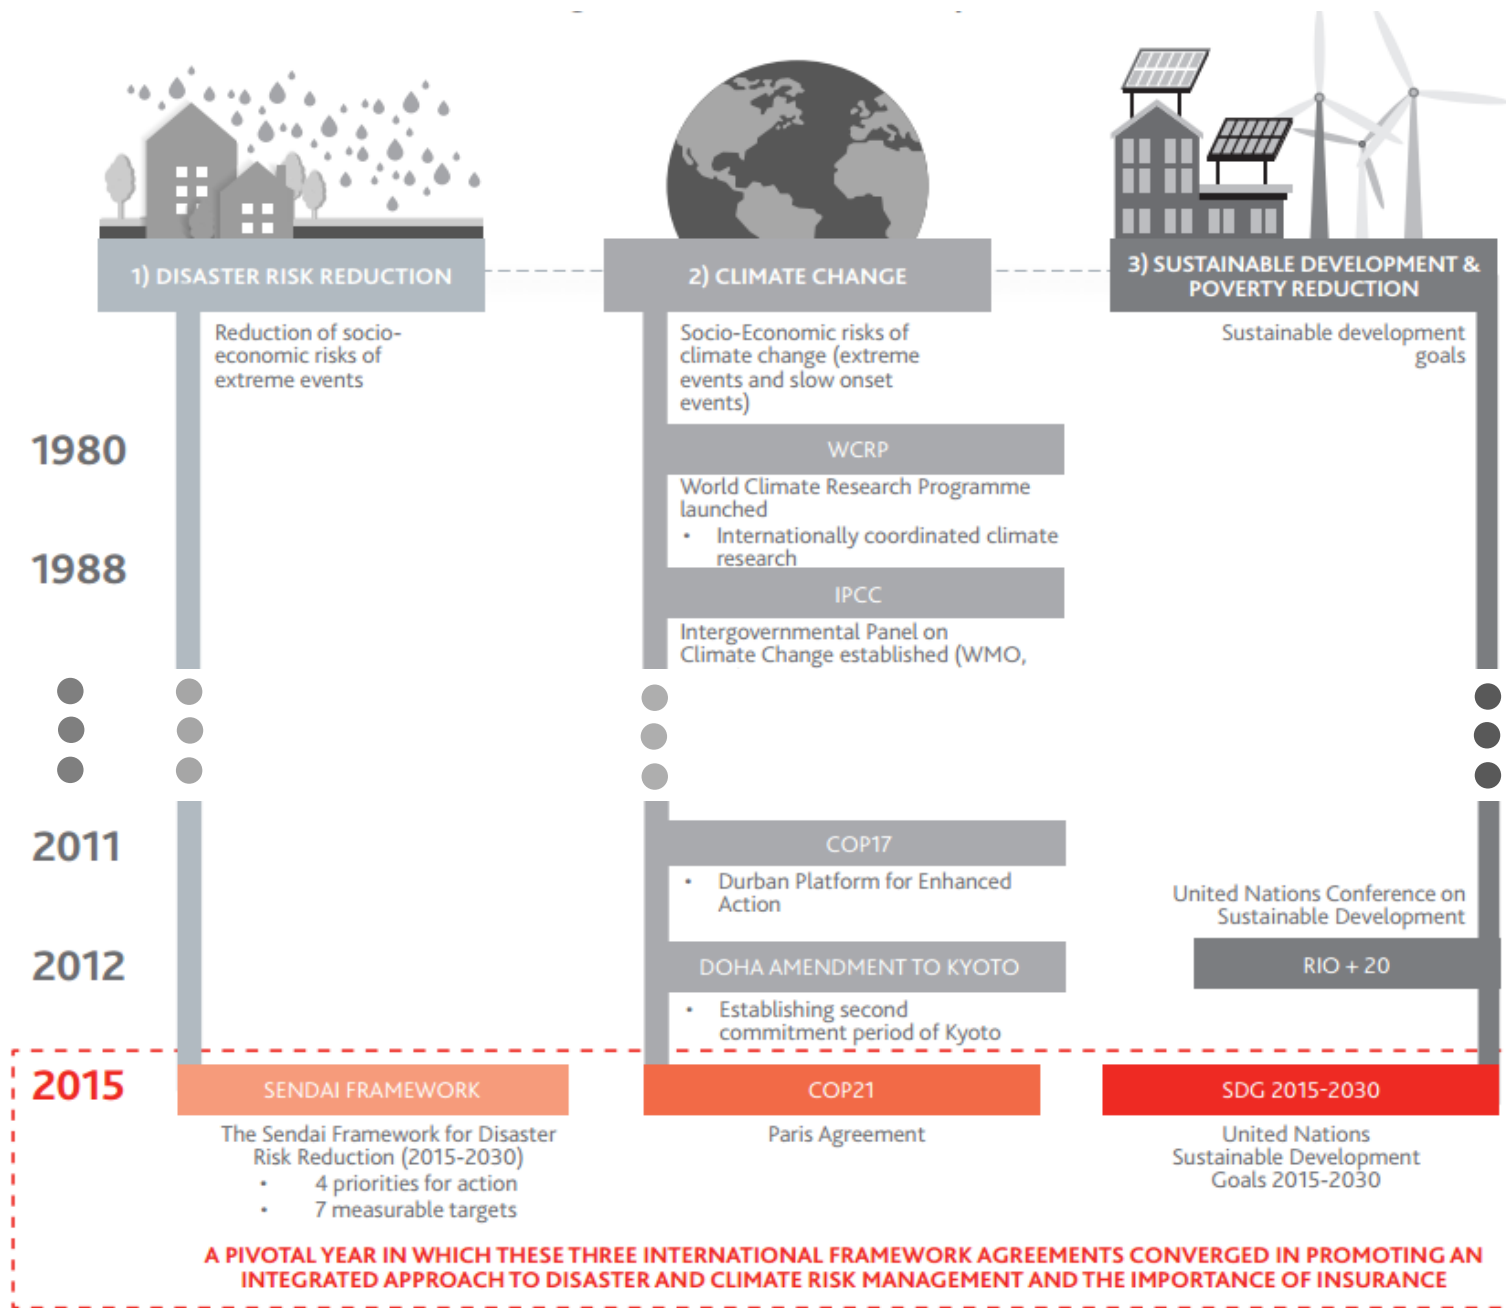 1) DISASTER RISK REDUCTION
2) CLIMATE CHANGE
3) SUSTAINABLE DEVELOPMENT &
POVERTY REDUCTION
Reduction of socio-
economic risks of
extreme events
Socio-Economic risks of
climate change (extreme
events and slow onset
events)
Sustainable development
goals
1980
WCRP
World Climate Research Programme
launched
• Internationally coordinated climate
research
1988
IPCC
Intergovernmental Panel on
Climate Change established (WMO,
2011
COP17
• Durban Platform for Enhanced
Action
United Nations Conference on
Sustainable Development
2012
DOHA AMENDMENT TO KYOTO
RIO + 20
• Establishing second
commitment period of Kyoto
2015
SENDAI FRAMEWORK
COP21
SDG 2015-2030
The Sendai Framework for Disaster
Risk Reduction (2015-2030)
• 4 priorities for action
• 7 measurable targets
Paris Agreement
United Nations
Sustainable Development
Goals 2015-2030
A PIVOTAL YEAR IN WHICH THESE THREE INTERNATIONAL FRAMEWORK AGREEMENTS CONVERGED IN PROMOTING AN
INTEGRATED APPROACH TO DISASTER AND CLIMATE RISK MANAGEMENT AND THE IMPORTANCE OF INSURANCE